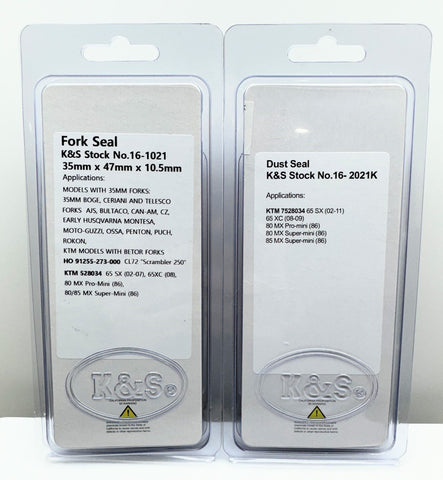 Fork Seal
K&S Stock No.16-1021
35mm x 47mm x 10.5mm
Applications:
MODELS WITH 35MM FORKS:
35MM BOGE, CERIANI AND TELESCO
FORKS AJS, BULTACO, CAN-AM, CZ,
EARLY HUSQVARNA MONTESA,
MOTO-GUZZI, OSSA, PENTON, PUCH,
ROKON,
KTM MODELS WITH BETOR FORKS
HO 91255-273-000 CL72 "Scrambler 250"
KTM 528034 65 SX (02-07), 65XC (08),
80 MX Pro-Mini (86),
80/85 MX Super-Mini (86)
K&S®
Dust Seal
K&S Stock No.16- 2021K
Applications:
KTM 7528034 65 SX (02-11)
65 XC (08-09)
80 MX Pro-mini (86)
80 MX Super-mini (86)
85 MX Super-mini (86)
K&S®